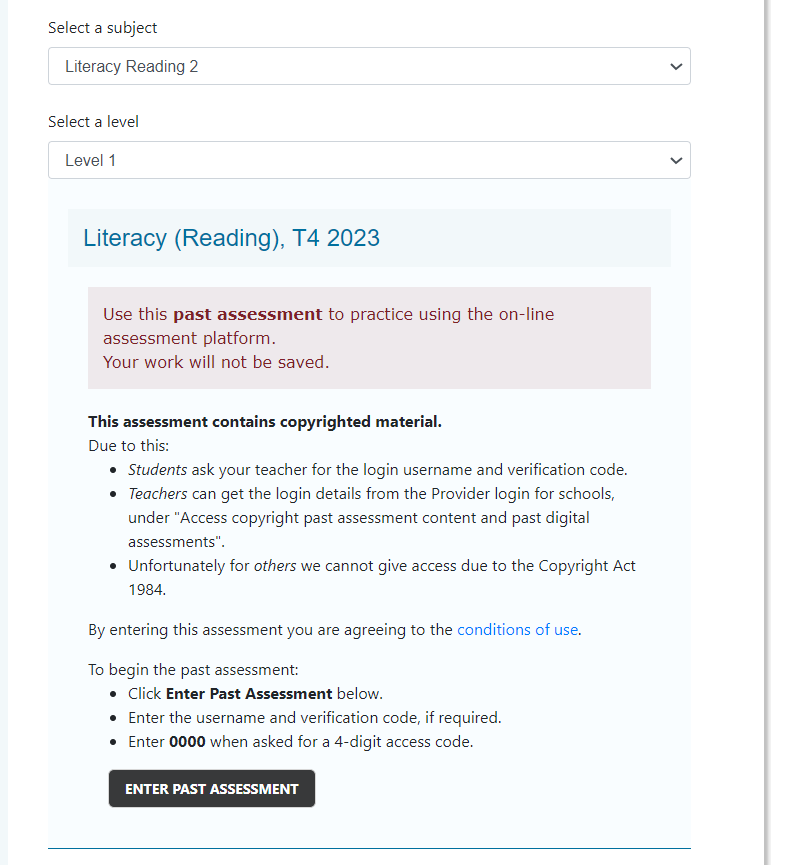 Select a subject
Literacy Reading 2
Select a level
Level 1
Literacy (Reading), T4 2023
Use this past assessment to practice using the on-line
assessment platform.
Your work will not be saved.
This assessment contains copyrighted material.
Due to this:
• Students ask your teacher for the login username and verification code.
• Teachers can get the login details from the Provider login for schools,
under "Access copyright past assessment content and past digital
assessments".
• Unfortunately for others we cannot give access due to the Copyright Act
1984.
By entering this assessment you are agreeing to the conditions of use.
To begin the past assessment:
• Click Enter Past Assessment below.
• Enter the username and verification code, if required.
• Enter 0000 when asked for a 4-digit access code.
ENTER PAST ASSESSMENT